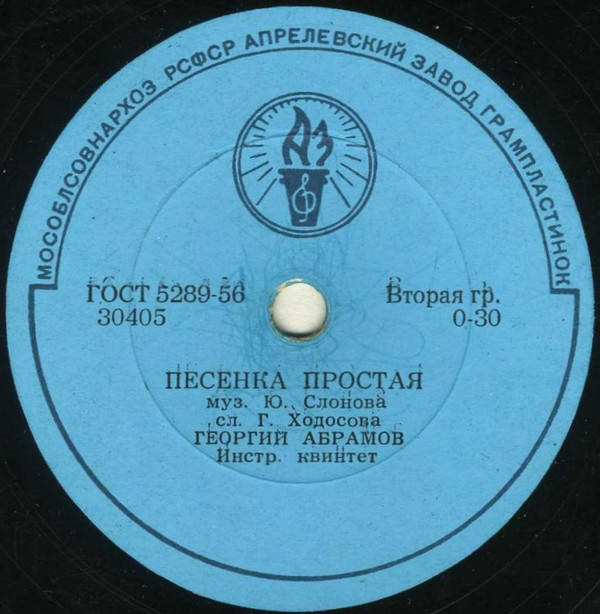 МОСОБЛСОВНАРХОЗ РСФСР АПРЕЛЕВСКИЙ ЗАВОД ГРАМПЛАСТИНОК
АЗ
ГОСТ 5289-56
30405
Вторая гр.
0-30
ПЕСЕНКА ПРОСТАЯ
муз. Ю. Слонова
сл. Г. Ходосова
ГЕОРГИЙ АБРАМОВ
Инстр. квинтет